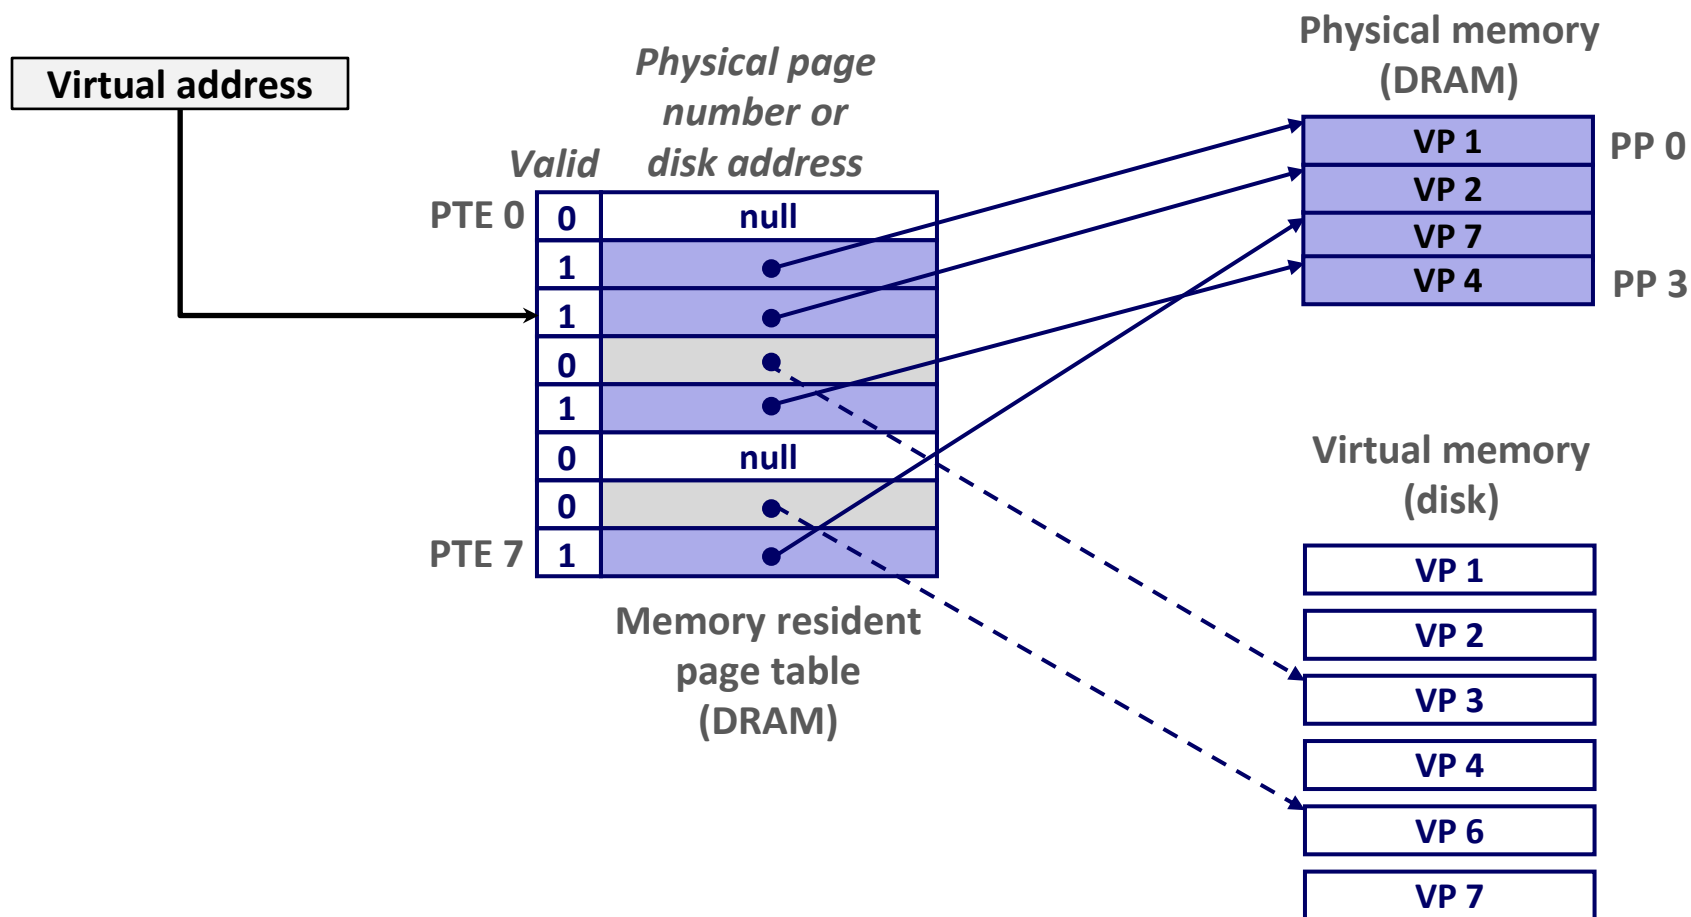 Virtual address
Physical page
number or
disk address
Valid
PTE 0
0
null
1
1
0
1
0
null
0
PTE 7
1
Memory resident
page table
(DRAM)
Physical memory
(DRAM)
VP 1
PP 0
VP 2
VP 7
VP 4
PP 3
Virtual memory
(disk)
VP 1
VP 2
VP 3
VP 4
VP 6
VP 7